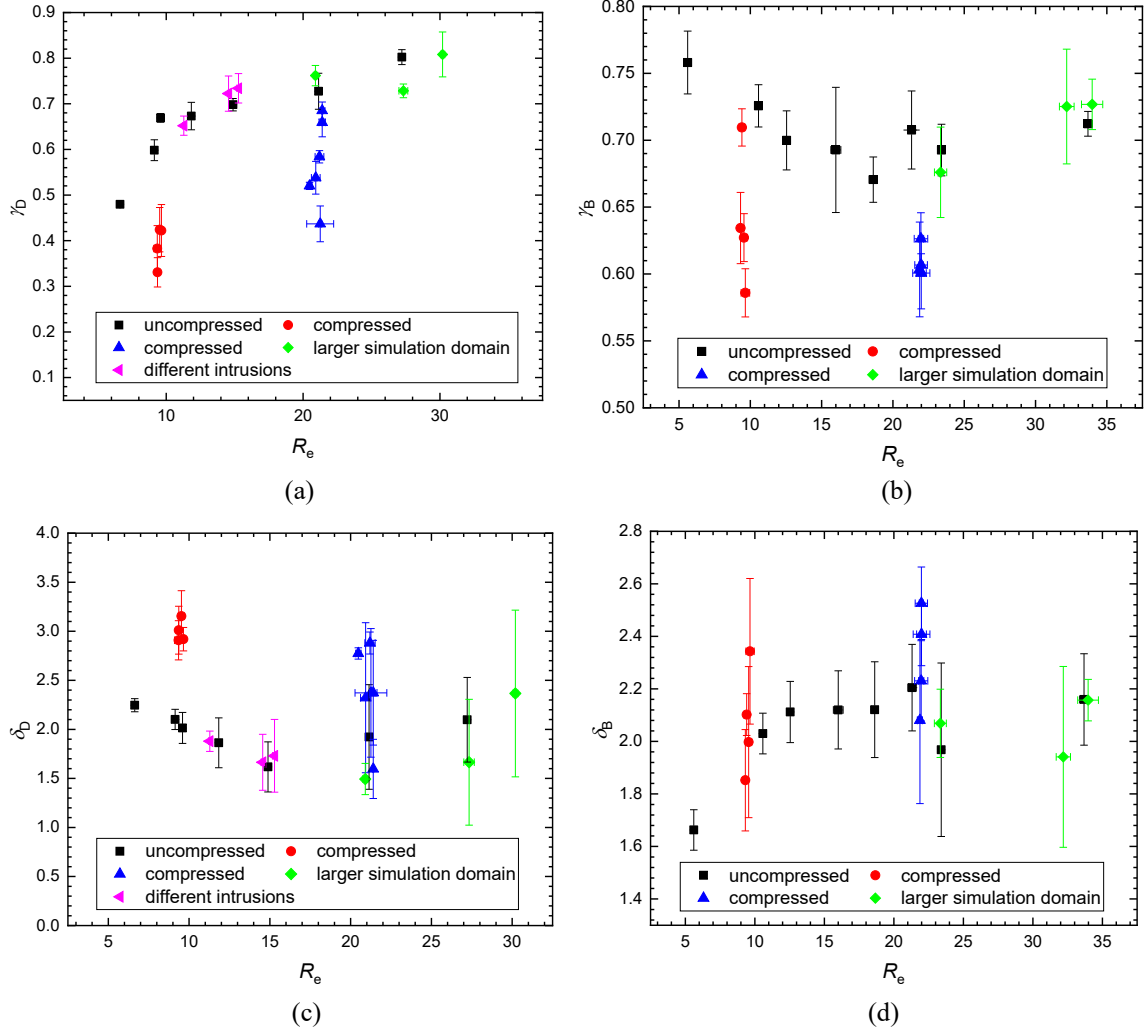 0.9
0.8
0.7
0.6
0.5
0.4
0.3
0.2
0.1
γD
uncompressed
compressed
compressed
larger simulation domain
different intrusions
10 20 30
Re
(a)
0.80
0.75
0.70
0.65
0.60
0.55
0.50
γB
uncompressed
compressed
compressed
larger simulation domain
5 10 15 20 25 30 35
Re
(b)
4.0
3.5
3.0
2.5
2.0
1.5
1.0
0.5
0.0
δD
uncompressed
compressed
compressed
larger simulation domain
different intrusions
5 10 15 20 25 30
Re
(c)
2.8
2.6
2.4
2.2
2.0
1.8
1.6
1.4
δB
uncompressed
compressed
compressed
larger simulation domain
5 10 15 20 25 30 35
Re
(d)